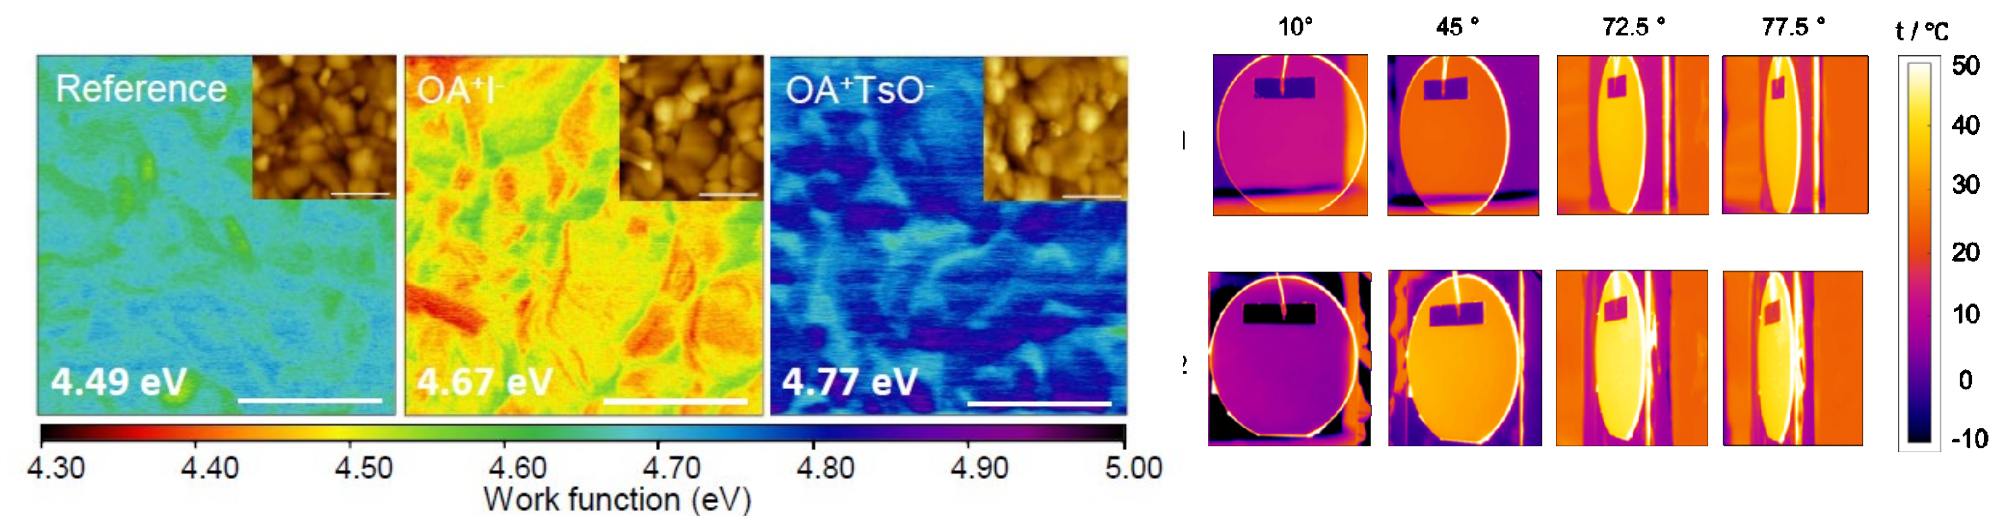 Reference
OA⁺I⁻
OA⁺TsO⁻
4.49 eV
4.67 eV
4.77 eV
4.30 4.40 4.50 4.60 4.70 4.80 4.90 5.00
Work function (eV)
10° 45 ° 72.5 ° 77.5 °
t / °C
50
40
30
20
10
0
-10